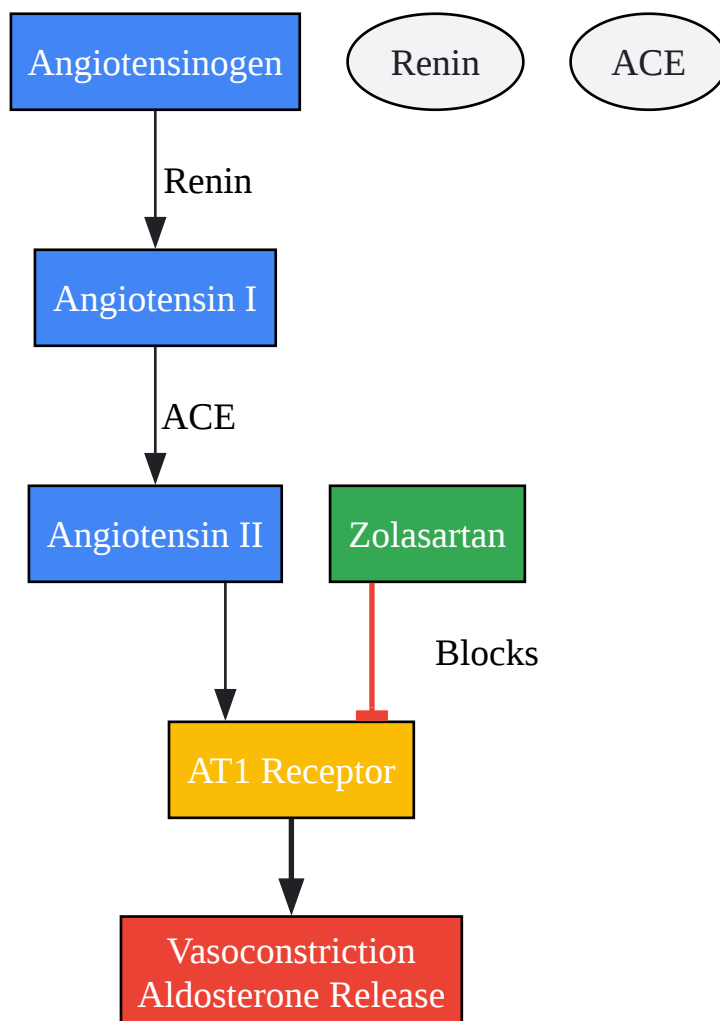 Angiotensinogen
Renin
ACE
Renin
Angiotensin I
ACE
Angiotensin II
Zolasartan
Blocks
AT1 Receptor
Vasoconstriction
Aldosterone Release